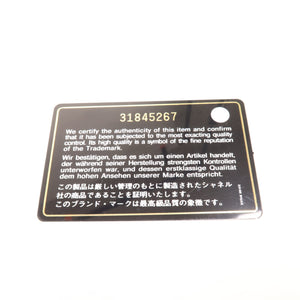 31845267
We certify the authenticity of this item and confirm
that it has been subjected to the most exacting quality
control. Its high quality is a symbol of the fine reputation
of the Trademark.
Wir bestätigen, dass es sich um einen Artikel handelt,
der während seiner Herstellung strengsten Kontrollen
unterworfen war, und dessen erstklassige Qualität
dem hohen Ansehen unserer Marke entspricht.
この製品は厳しい管理のもとに製造されたシャネル
社の商品であることを証明いたします。
このブランド・マークは最高級品質の象徴です。